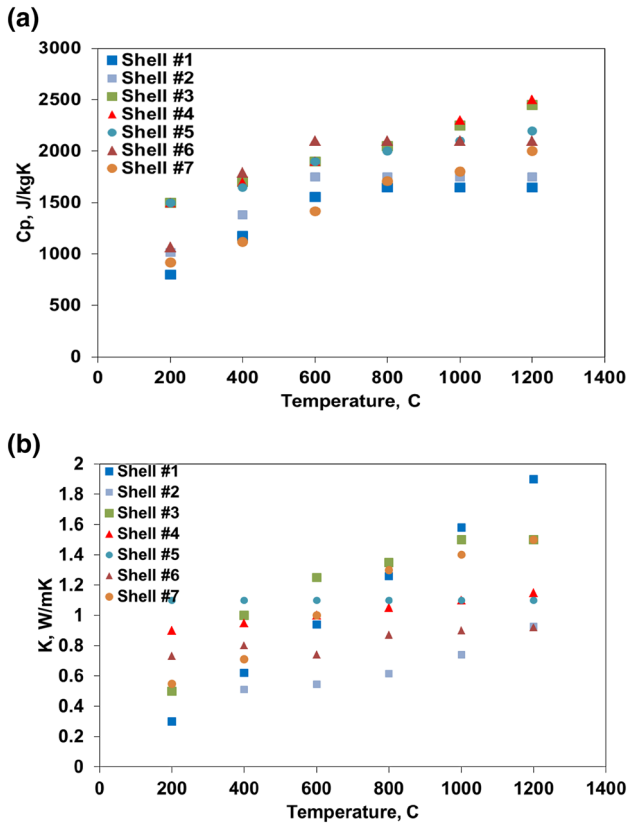 (a)
3000
2500
2000
1500
1000
500
0
Cp, J/kgK
Shell #1
Shell #2
Shell #3
Shell #4
Shell #5
Shell #6
Shell #7
0 200 400 600 800 1000 1200 1400
Temperature, C
(b)
2
1.8
1.6
1.4
1.2
1
0.8
0.6
0.4
0.2
0
K, W/mK
Shell #1
Shell #2
Shell #3
Shell #4
Shell #5
Shell #6
Shell #7
0 200 400 600 800 1000 1200 1400
Temperature, C